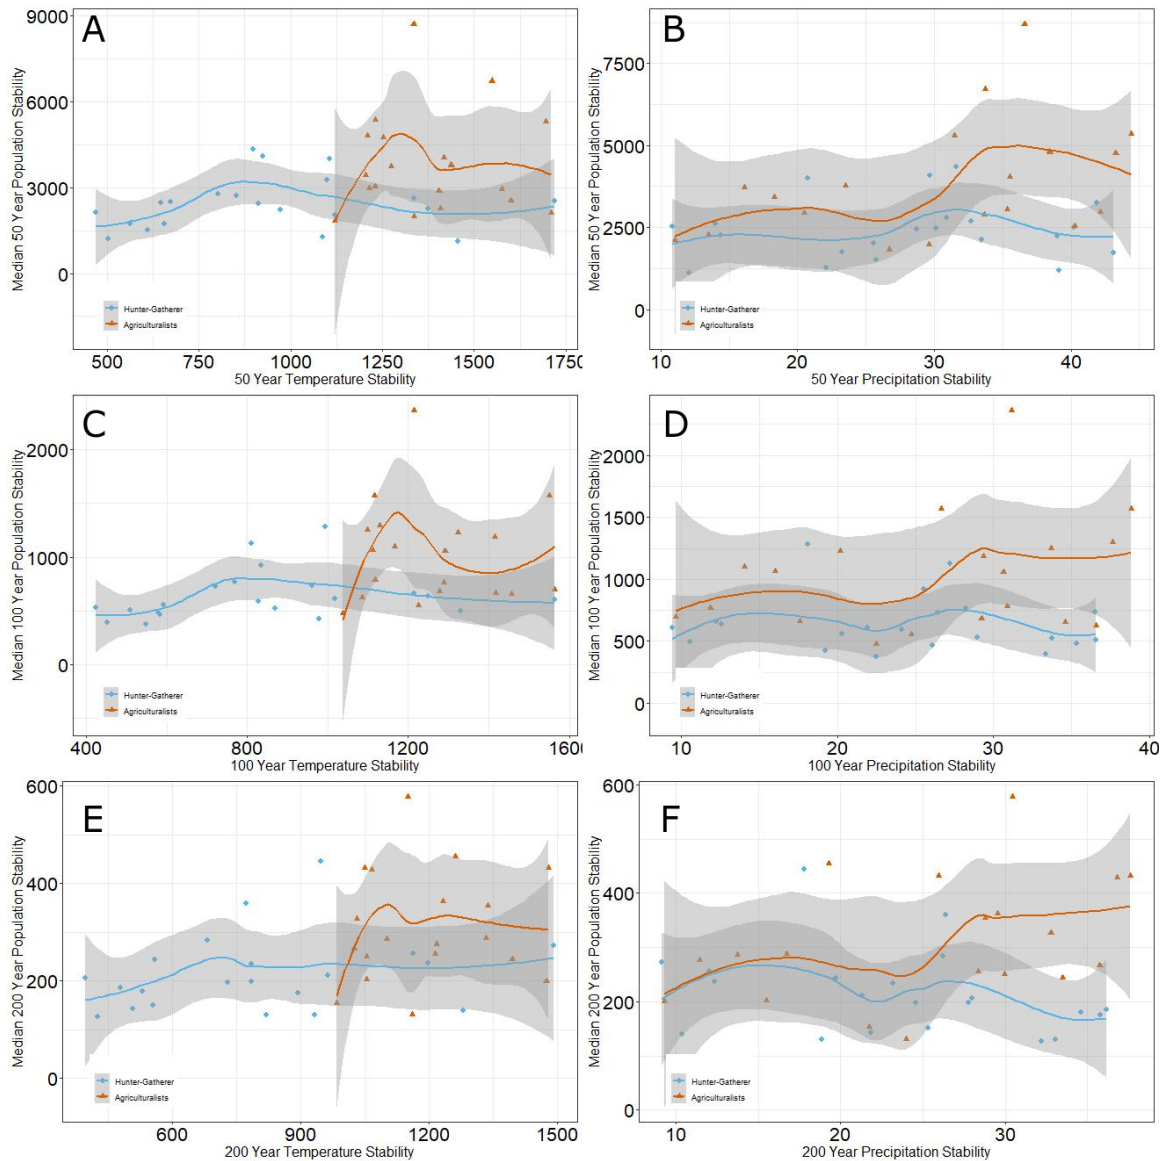 A
Median 50 Year Population Stability
9000
6000
3000
0
Hunter-Gatherer
Agriculturalists
500
750
1000
1250
1500
1750
50 Year Temperature Stability
B
Median 50 Year Population Stability
7500
5000
2500
0
Hunter-Gatherer
Agriculturalists
10
20
30
40
50 Year Precipitation Stability
C
Median 100 Year Population Stability
2000
1000
0
Hunter-Gatherer
Agriculturalists
400
800
1200
1600
100 Year Temperature Stability
D
Median 100 Year Population Stability
2000
1500
1000
500
0
Hunter-Gatherer
Agriculturalists
10
20
30
40
100 Year Precipitation Stability
E
Median 200 Year Population Stability
600
400
200
0
Hunter-Gatherer
Agriculturalists
600
900
1200
1500
200 Year Temperature Stability
F
Median 200 Year Population Stability
600
400
200
0
Hunter-Gatherer
Agriculturalists
10
20
30
200 Year Precipitation Stability